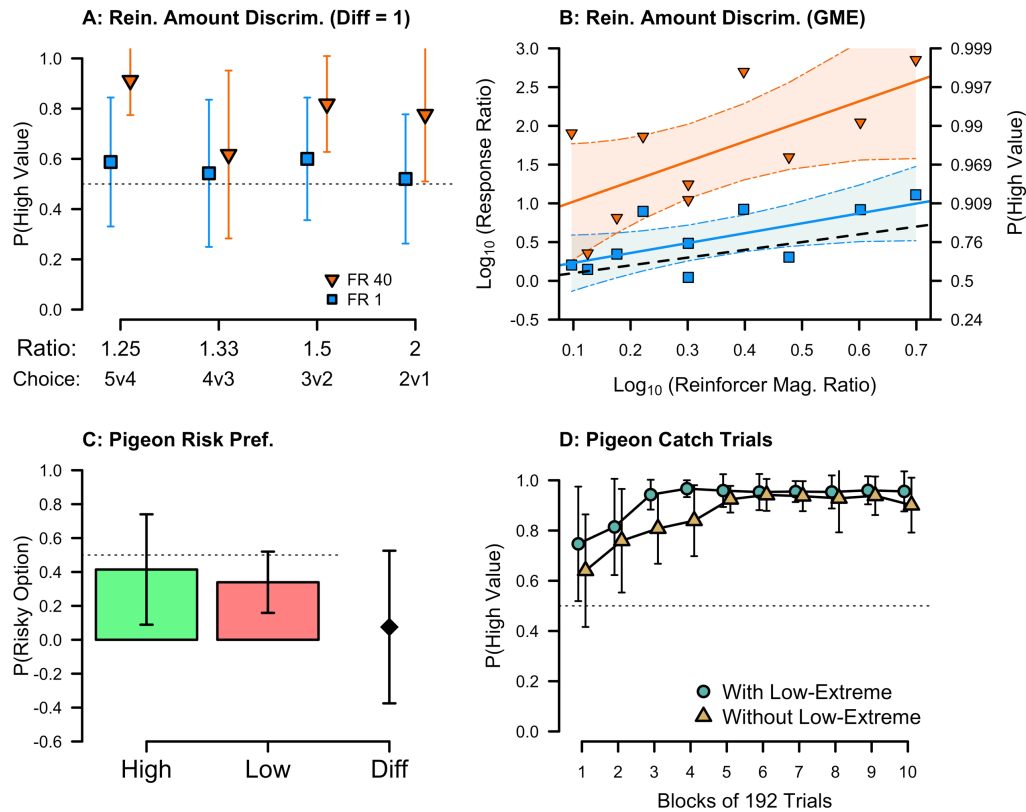 A: Rein. Amount Discrim. (Diff = 1)
P(High Value)
1.0
0.8
0.6
0.4
0.2
0.0
FR 40
FR 1
Ratio: 1.25 1.33 1.5 2
Choice: 5v4 4v3 3v2 2v1
B: Rein. Amount Discrim. (GME)
Log10 (Response Ratio)
3.0
2.5
2.0
1.5
1.0
0.5
0.0
-0.5
0.999
0.997
0.99
0.969
0.909
0.76
0.5
0.24
P(High Value)
0.1 0.2 0.3 0.4 0.5 0.6 0.7
Log10 (Reinforcer Mag. Ratio)
C: Pigeon Risk Pref.
P(Risky Option)
1.0
0.8
0.6
0.4
0.2
0.0
-0.2
-0.4
-0.6
High Low Diff
D: Pigeon Catch Trials
P(High Value)
1.0
0.8
0.6
0.4
0.2
0.0
With Low-Extreme
Without Low-Extreme
1 2 3 4 5 6 7 8 9 10
Blocks of 192 Trials